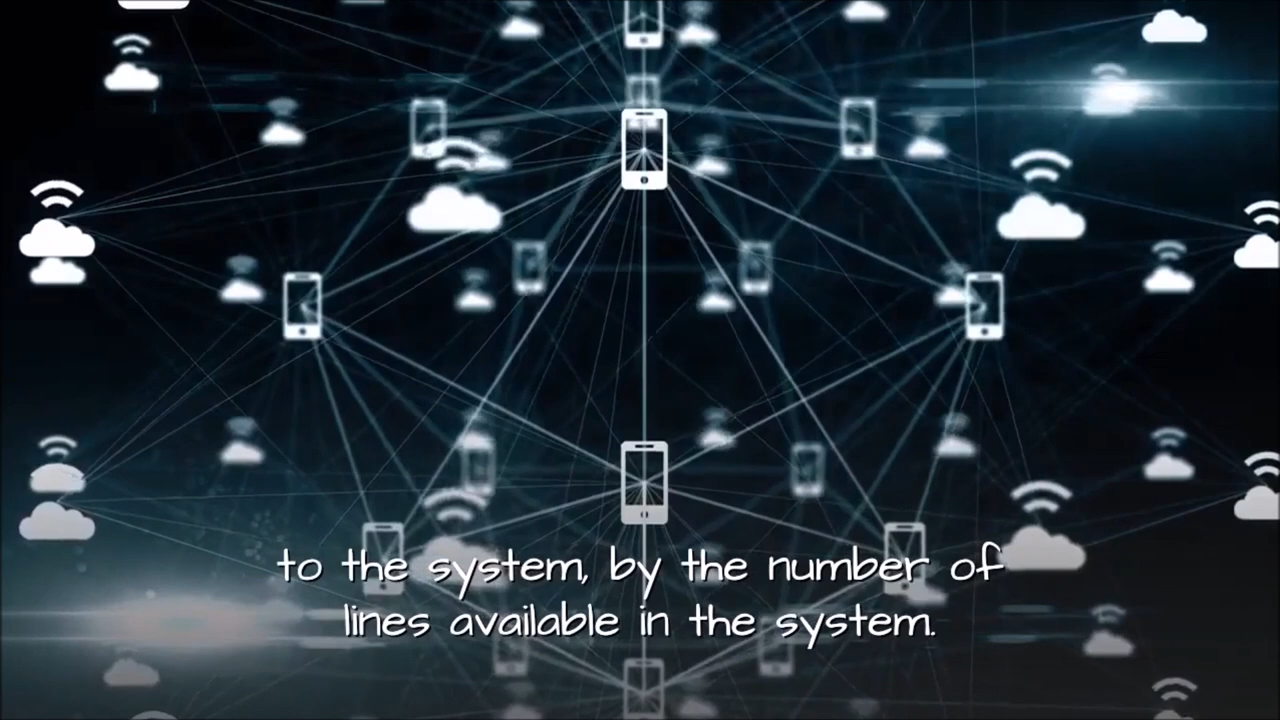 to the system, by the number of
lines available in the system.